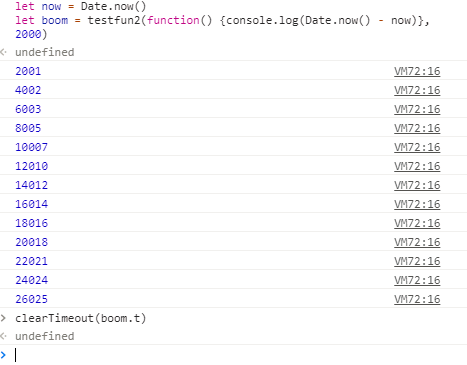 let now = Date.now()
let boom = testfun2(function() {console.log(Date.now() - now)},
2000)
undefined
2001 VM72:16
4002 VM72:16
6003 VM72:16
8005 VM72:16
10007 VM72:16
12010 VM72:16
14012 VM72:16
16014 VM72:16
18016 VM72:16
20018 VM72:16
22021 VM72:16
24024 VM72:16
26025 VM72:16
> clearTimeout(boom.t)
undefined
>